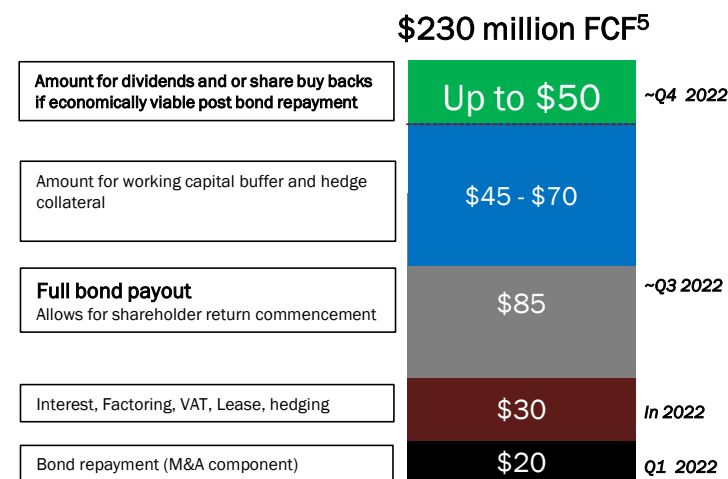 $230 million FCF5
Amount for dividends and or share buy backs
if economically viable post bond repayment
Up to $50
~Q4 2022
Amount for working capital buffer and hedge
collateral
$45 - $70
Full bond payout
Allows for shareholder return commencement
$85
~Q3 2022
Interest, Factoring, VAT, Lease, hedging
$30
In 2022
Bond repayment (M&A component)
$20
Q1 2022